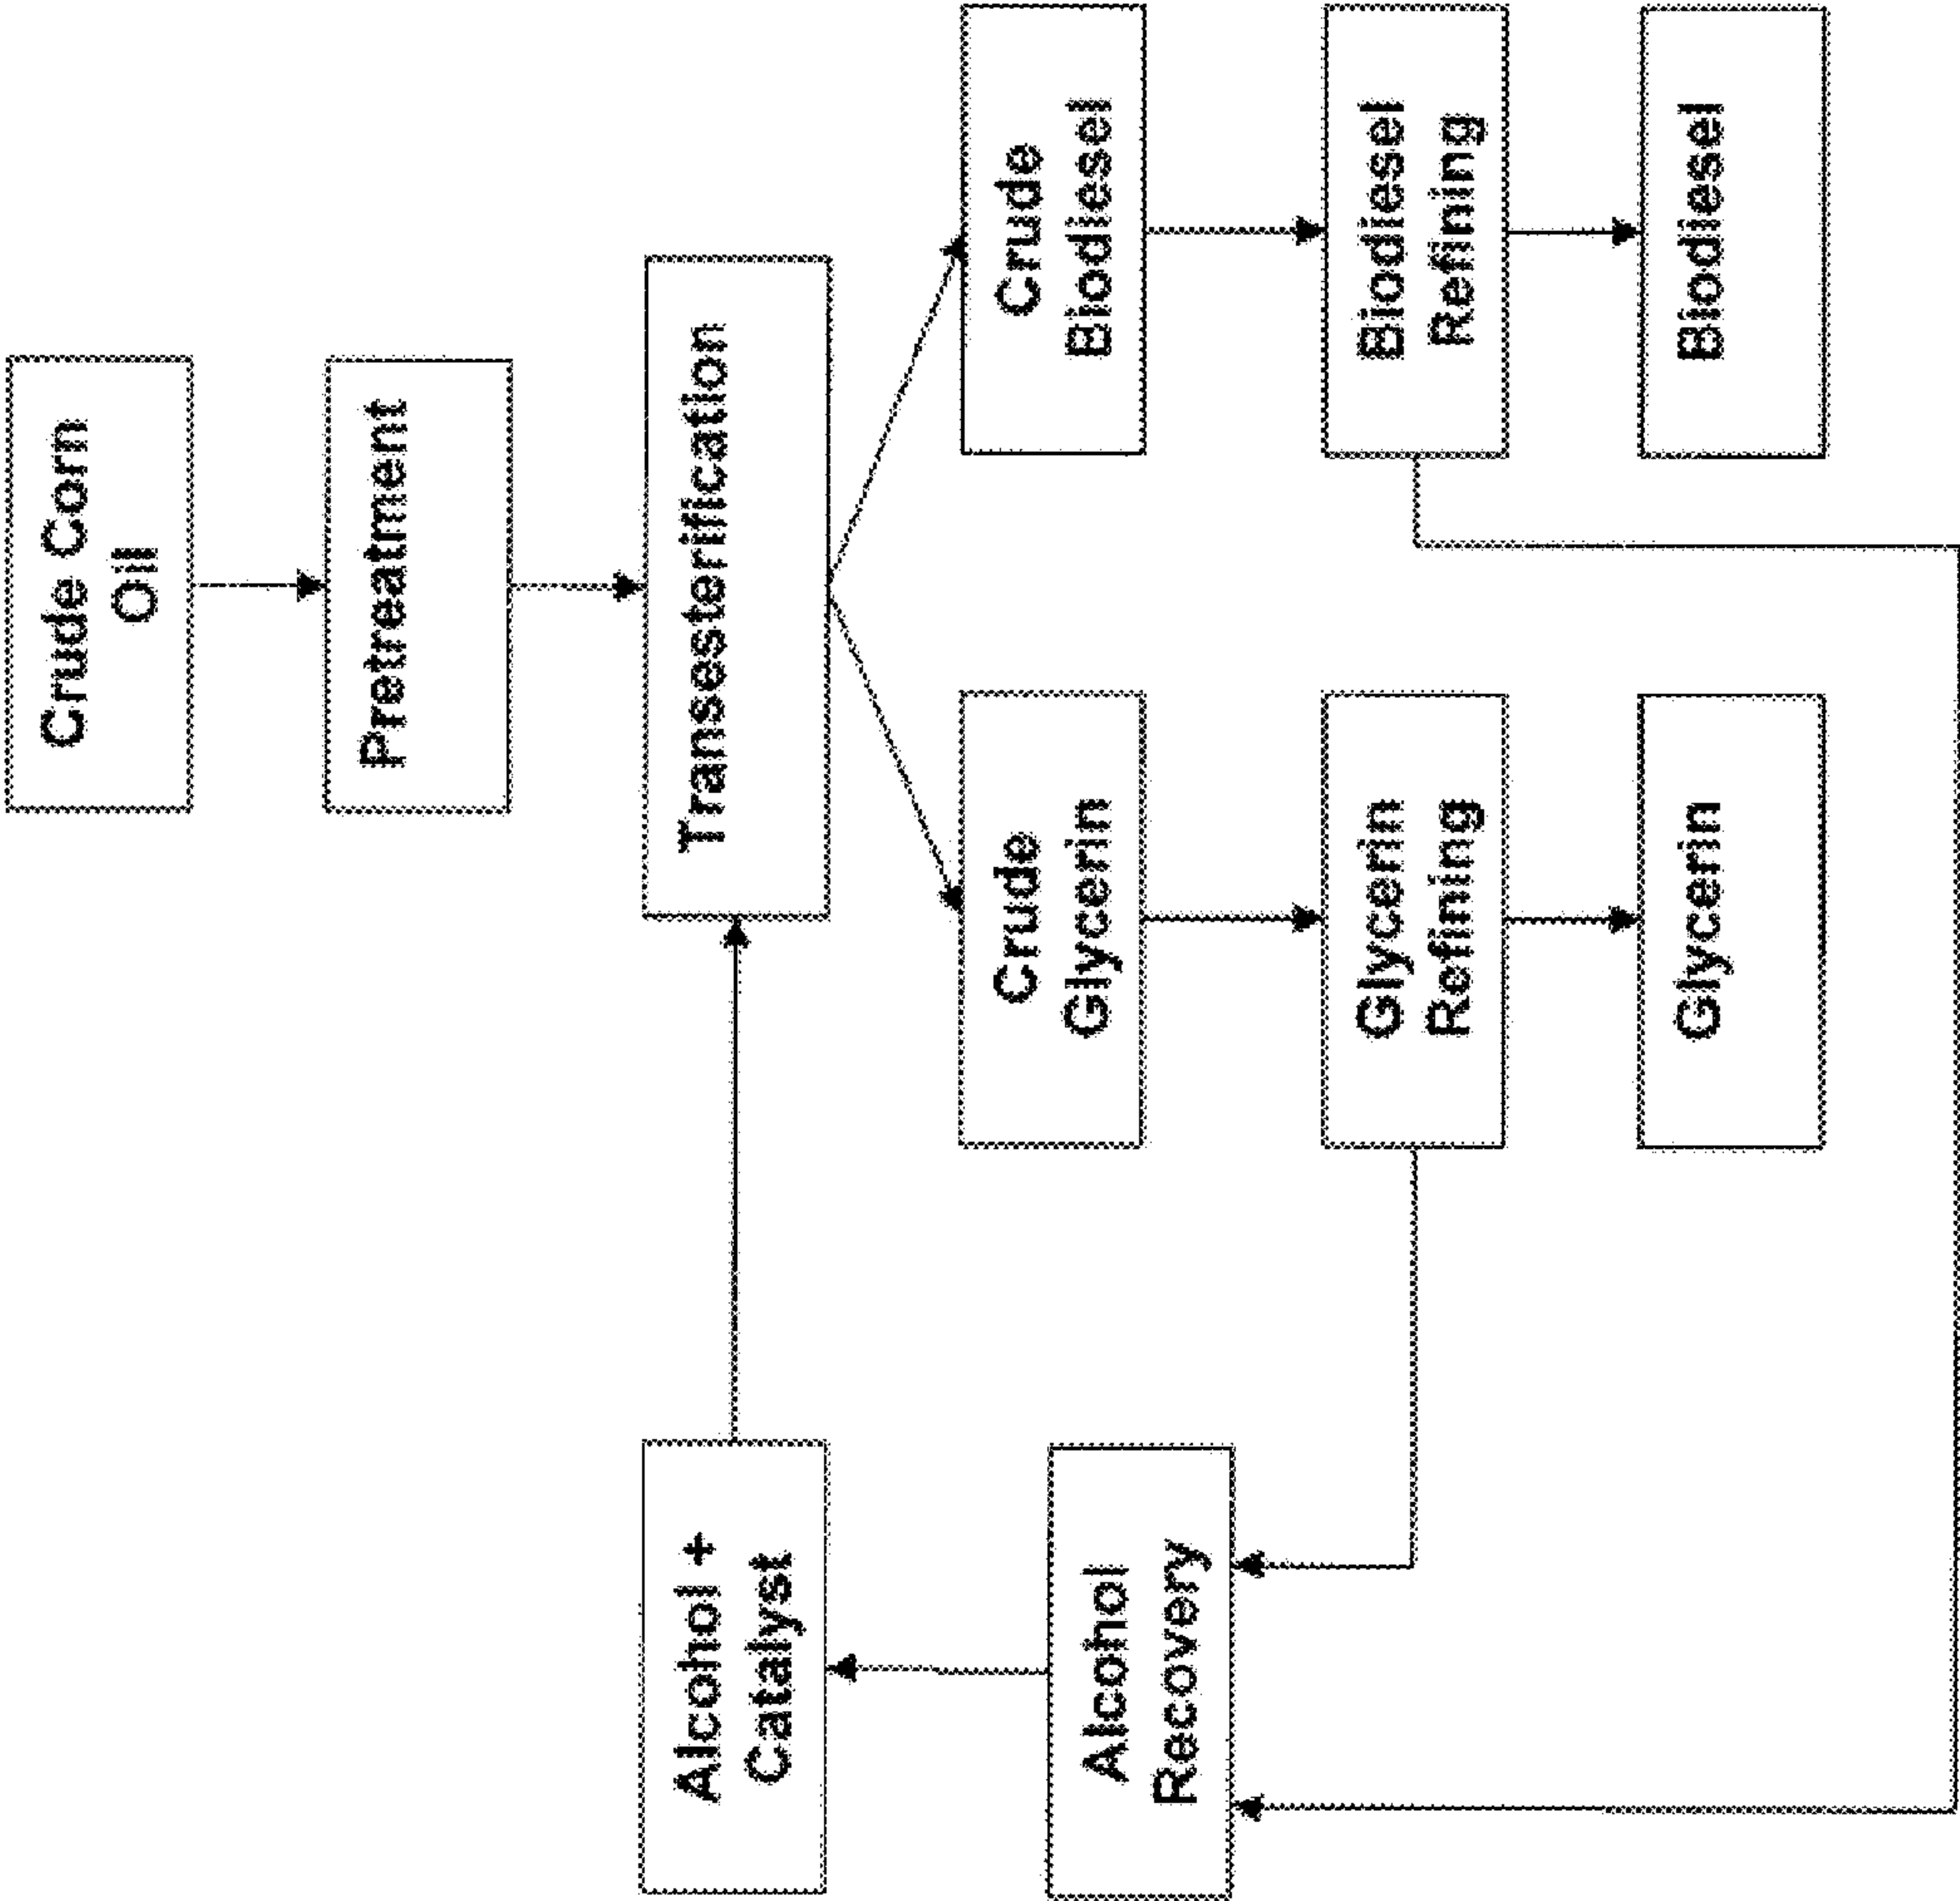 Crude Corn
Oil
Pretreatment
Transesterification
Alcohol +
Catalyst
Crude
Glycerin
Crude
Biodiesel
Alcohol
Recovery
Glycerin
Refining
Biodiesel
Refining
Glycerin
Biodiesel